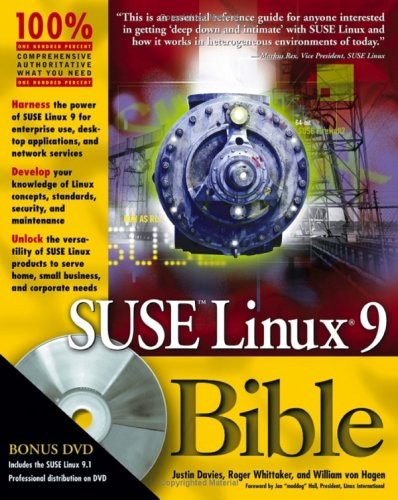 100%
ONE HUNDRED PERCENT
COMPREHENSIVE
AUTHORITATIVE
WHAT YOU NEED
ONE HUNDRED PERCENT
Harness the power
of SUSE Linux 9 for
enterprise use, desk-
top applications, and
network services
Develop your
knowledge of Linux
concepts, standards,
security, and
maintenance
Unlock the versa-
tility of SUSE Linux
products to serve
home, small business,
and corporate needs
"This is an essential reference guide for anyone interested
in getting 'deep down and intimate' with SUSE Linux and
how it works in heterogeneous environments of today."
—Markus Rex, Vice President, SUSE Linux
64-bit
SUSE Firewall2
SUSE™ Linux® 9
Bible
BONUS DVD
Includes the SUSE Linux 9.1
Professional distribution on DVD
Justin Davies, Roger Whittaker, and William von Hagen
Foreword by Jon "maddog" Hall, President, Linux International